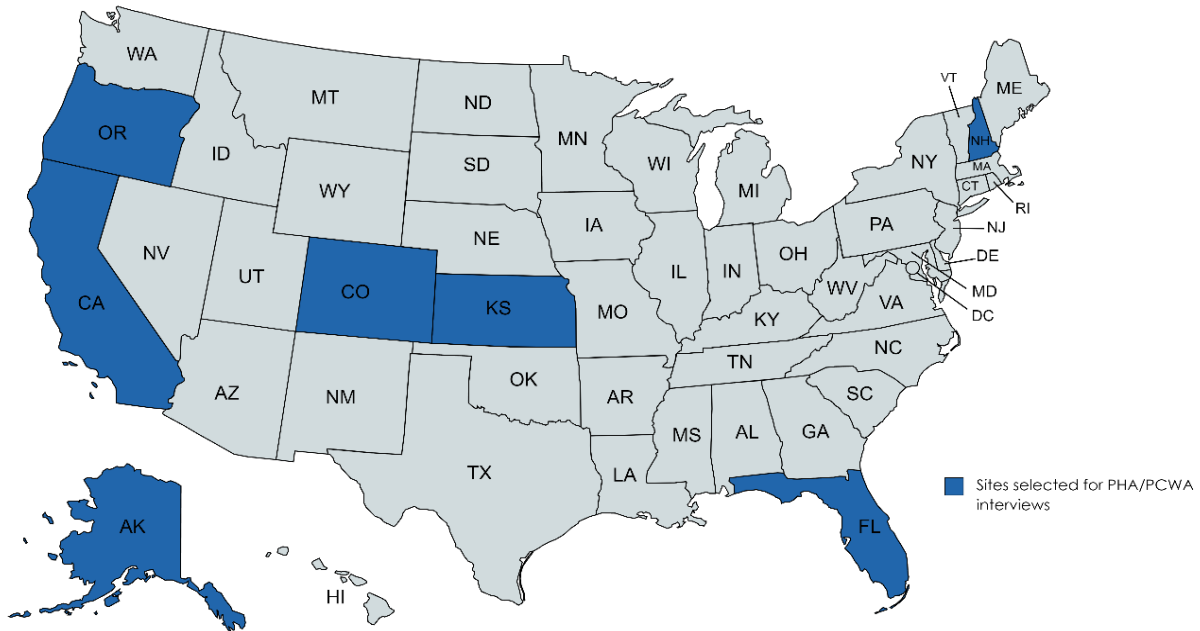 WA
MT
ND
MN
VT
ME
OR
ID
SD
WI
NY
NH
MA
WY
MI
CT
RI
IA
PA
NJ
NV
NE
OH
DE
UT
IL
IN
CA
CO
KS
MO
WV
MD
VA
DC
KY
NC
TN
AZ
NM
OK
AR
SC
MS
AL
GA
TX
LA
Sites selected for PHA/PCWA
interviews
AK
FL
HI